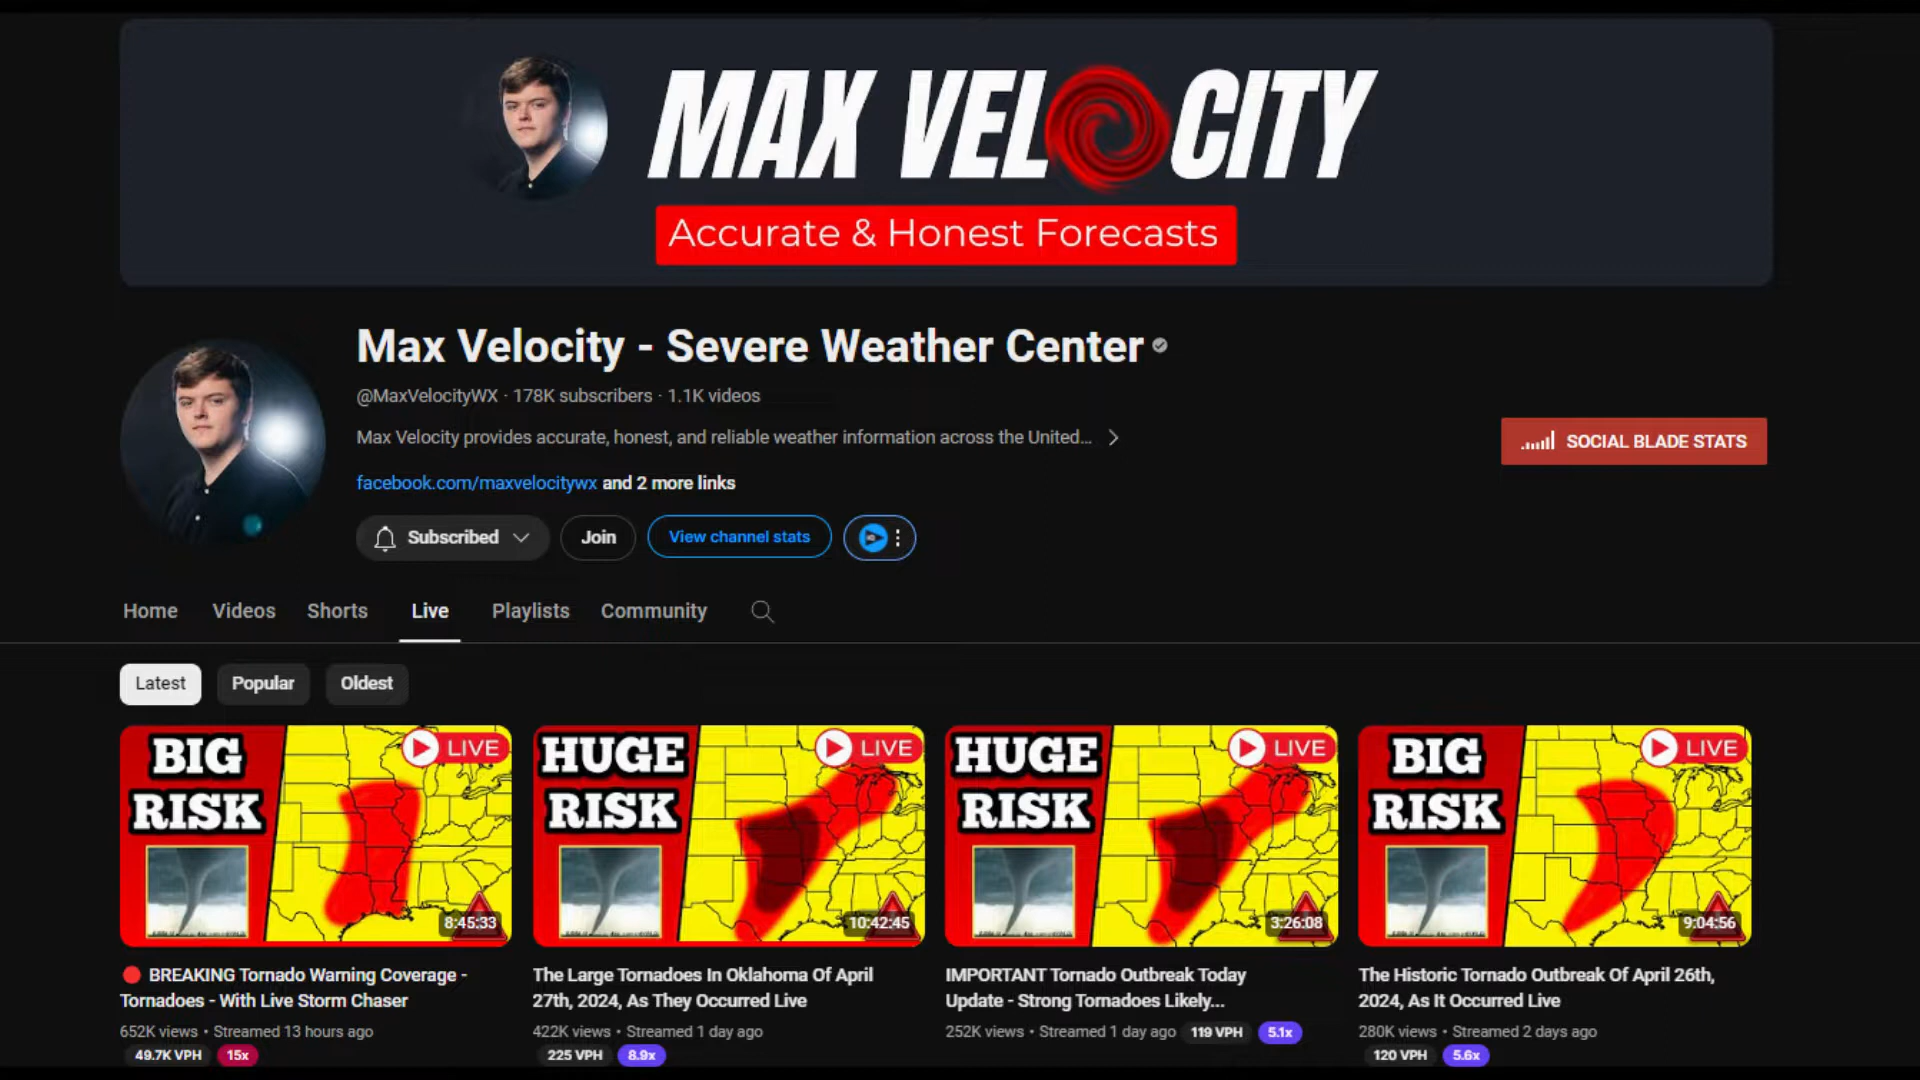 MAX VELOCITY
Accurate & Honest Forecasts
Max Velocity - Severe Weather Center
@MaxVelocityWX · 178K subscribers · 1.1K videos
Max Velocity provides accurate, honest, and reliable weather information across the United...
facebook.com/maxvelocitywx and 2 more links
SOCIAL BLADE STATS
Subscribed Join View channel stats
Home Videos Shorts Live Playlists Community
Latest Popular Oldest
BIG
RISK
LIVE
8:45:33
HUGE
RISK
LIVE
10:42:45
HUGE
RISK
LIVE
3:26:08
BIG
RISK
LIVE
9:04:56
BREAKING Tornado Warning Coverage -
Tornadoes - With Live Storm Chaser
652K views • Streamed 13 hours ago
49.7K VPH 15x
The Large Tornadoes In Oklahoma Of April
27th, 2024, As They Occurred Live
422K views • Streamed 1 day ago
225 VPH 8.9x
IMPORTANT Tornado Outbreak Today
Update - Strong Tornadoes Likely...
252K views • Streamed 1 day ago 119 VPH 5.1x
The Historic Tornado Outbreak Of April 26th,
2024, As It Occurred Live
280K views • Streamed 2 days ago
120 VPH 5.6x